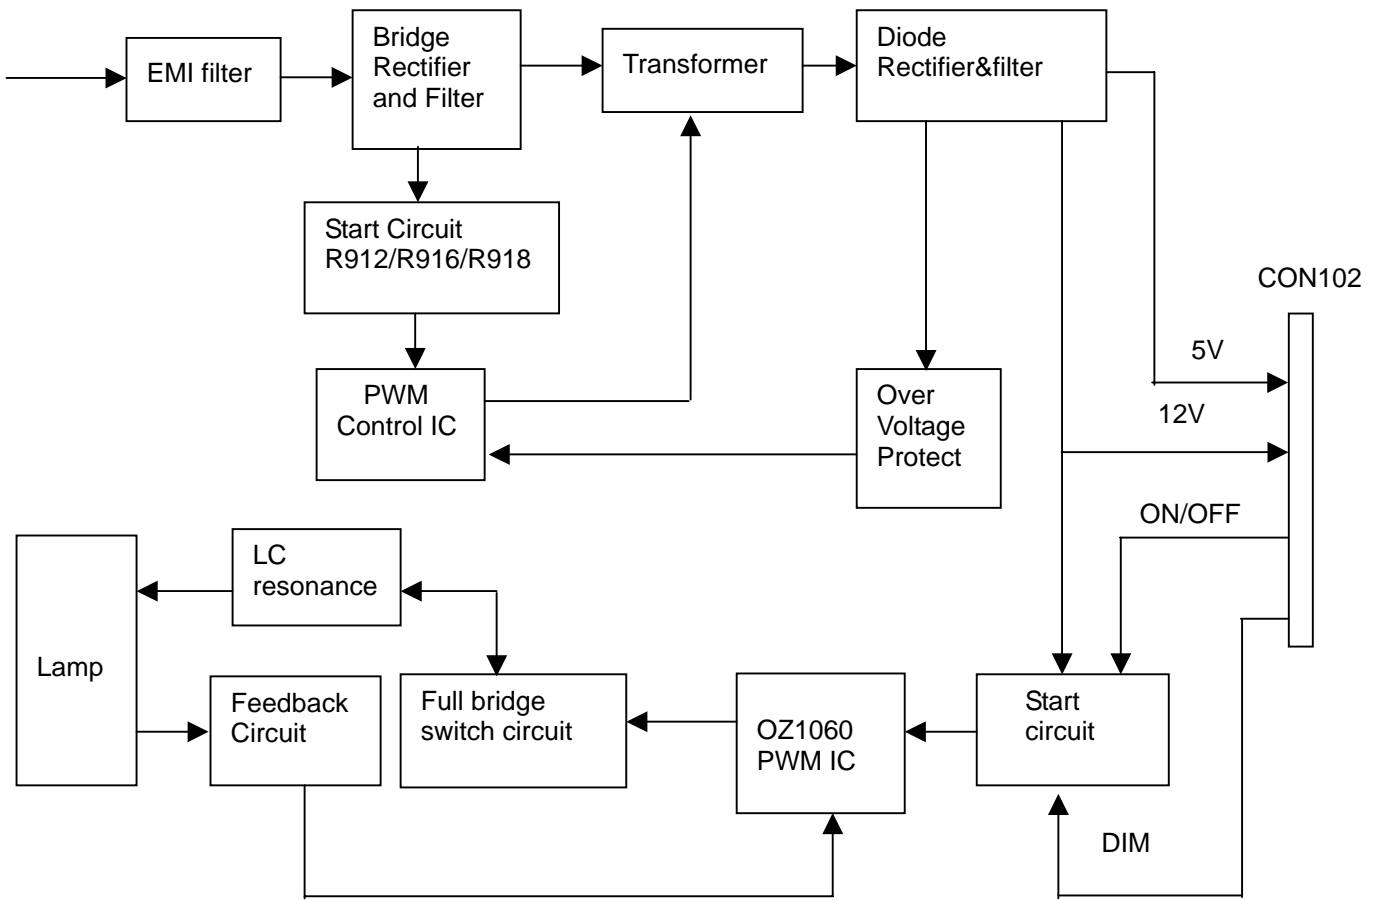 EMI filter
Bridge
Rectifier
and Filter
Transformer
Diode
Rectifier&filter
Start Circuit
R912/R916/R918
CON102
5V
12V
PWM
Control IC
Over
Voltage
Protect
ON/OFF
LC
resonance
Lamp
Feedback
Circuit
Full bridge
switch circuit
OZ1060
PWM IC
Start
circuit
DIM